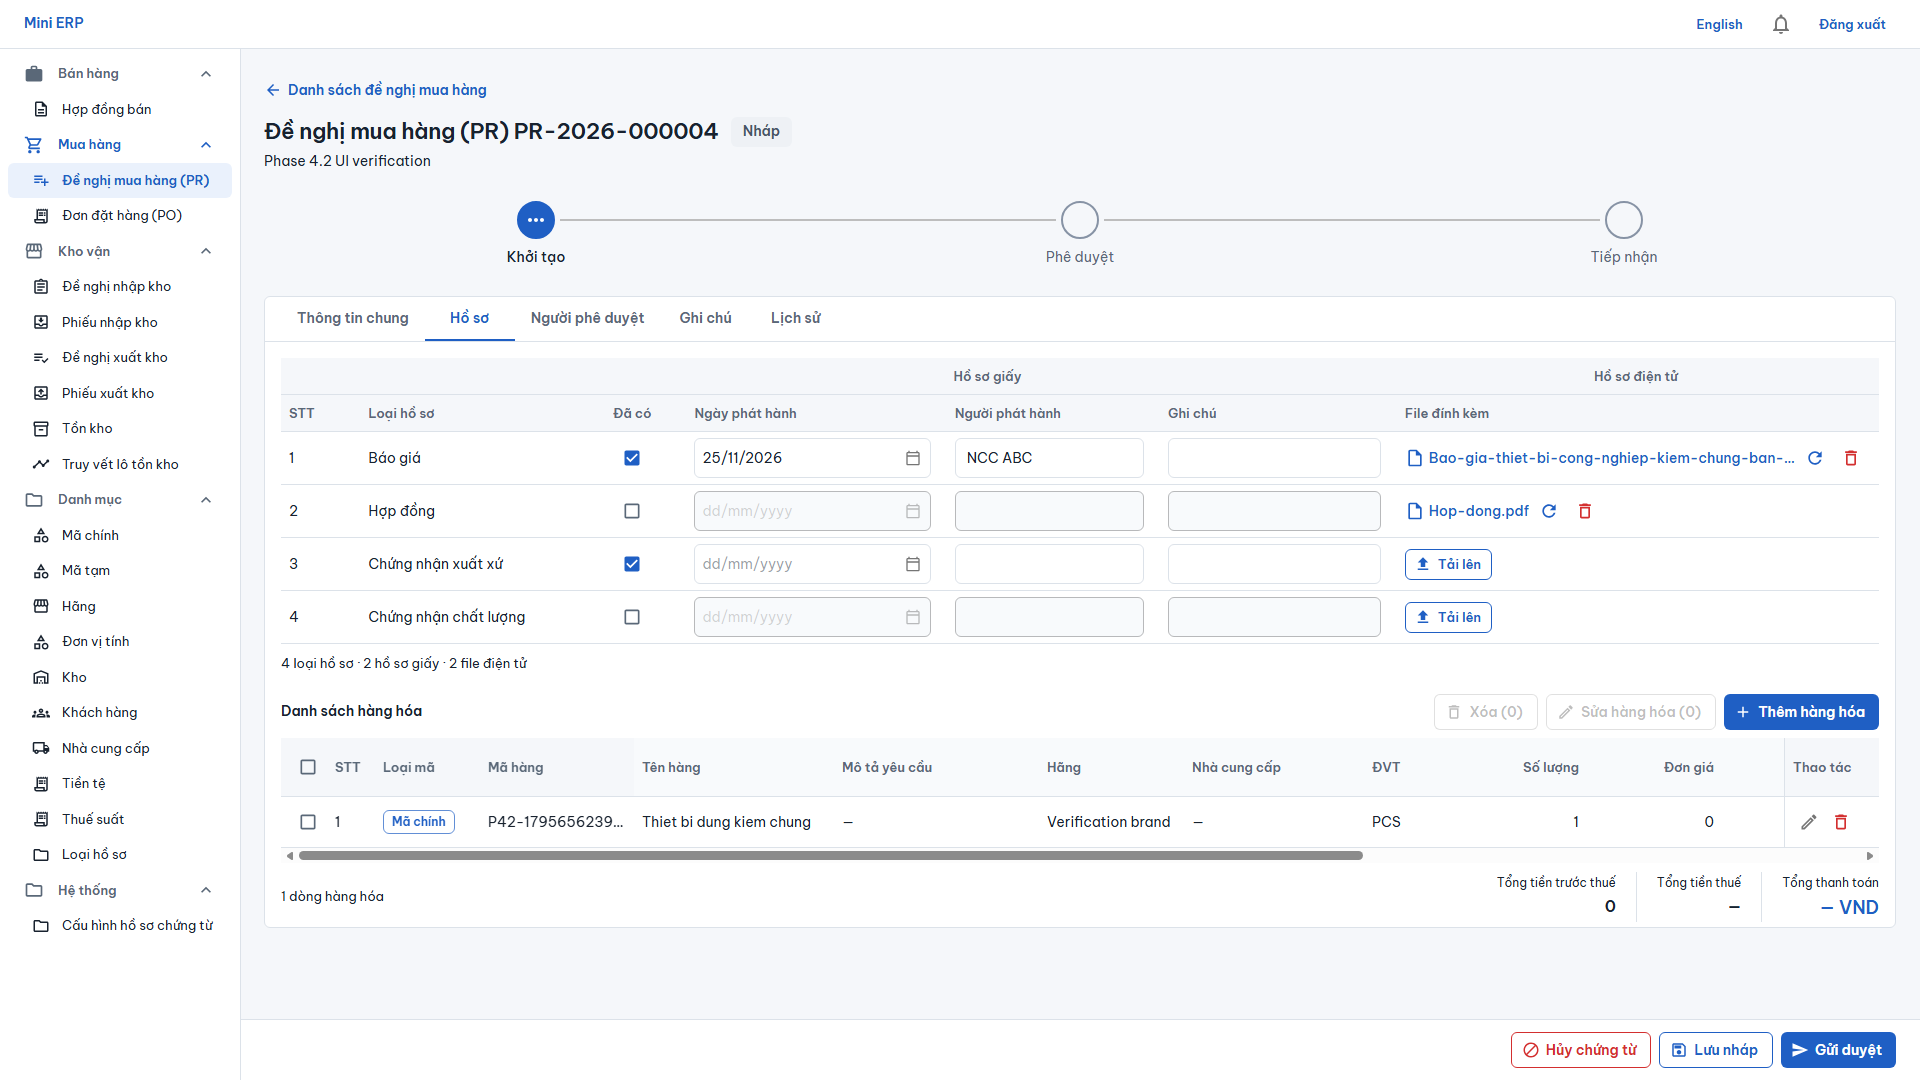 Mini ERP
English
Đăng xuất
Bán hàng
Hợp đồng bán
Mua hàng
Đề nghị mua hàng (PR)
Đơn đặt hàng (PO)
Kho vận
Đề nghị nhập kho
Phiếu nhập kho
Đề nghị xuất kho
Phiếu xuất kho
Tồn kho
Truy vết lô tồn kho
Danh mục
Mã chính
Mã tạm
Hãng
Đơn vị tính
Kho
Khách hàng
Nhà cung cấp
Tiền tệ
Thuế suất
Loại hồ sơ
Hệ thống
Cấu hình hồ sơ chứng từ
Danh sách đề nghị mua hàng
Đề nghị mua hàng (PR) PR-2026-000004 Nháp
Phase 4.2 UI verification
Khởi tạo Phê duyệt Tiếp nhận
Thông tin chung Hồ sơ Người phê duyệt Ghi chú Lịch sử
Hồ sơ giấy Hồ sơ điện tử
STT Loại hồ sơ Đã có Ngày phát hành Người phát hành Ghi chú File đính kèm
1 Báo giá 25/11/2026 NCC ABC Bao-gia-thiet-bi-cong-nghiep-kiem-chung-ban-...
2 Hợp đồng dd/mm/yyyy Hop-dong.pdf
3 Chứng nhận xuất xứ dd/mm/yyyy Tải lên
4 Chứng nhận chất lượng dd/mm/yyyy Tải lên
4 loại hồ sơ · 2 hồ sơ giấy · 2 file điện tử
Danh sách hàng hóa Xóa (0) Sửa hàng hóa (0) Thêm hàng hóa
STT Loại mã Mã hàng Tên hàng Mô tả yêu cầu Hãng Nhà cung cấp ĐVT Số lượng Đơn giá Thao tác
1 Mã chính P42-1795656239... Thiet bi dung kiem chung — Verification brand — PCS 1 0
1 dòng hàng hóa
Tổng tiền trước thuế Tổng tiền thuế Tổng thanh toán
0 — — VND
Hủy chứng từ Lưu nháp Gửi duyệt